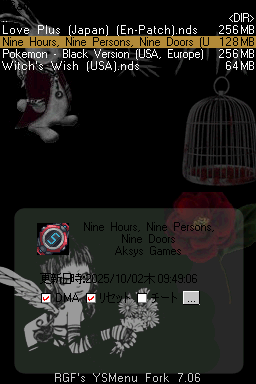 <DIR>
Love Plus (Japan) (En-Patch).nds 256MB
Nine Hours, Nine Persons, Nine Doors (U 128MB
Pokemon - Black Version (USA, Europe) 256MB
Witch's Wish (USA).nds 64MB
Nine Hours, Nine Persons,
Nine Doors
Aksys Games
更新日時:2025/10/02木 09:49:06
DMA リセット チート ...
RGF's YSMenu Fork 7.06